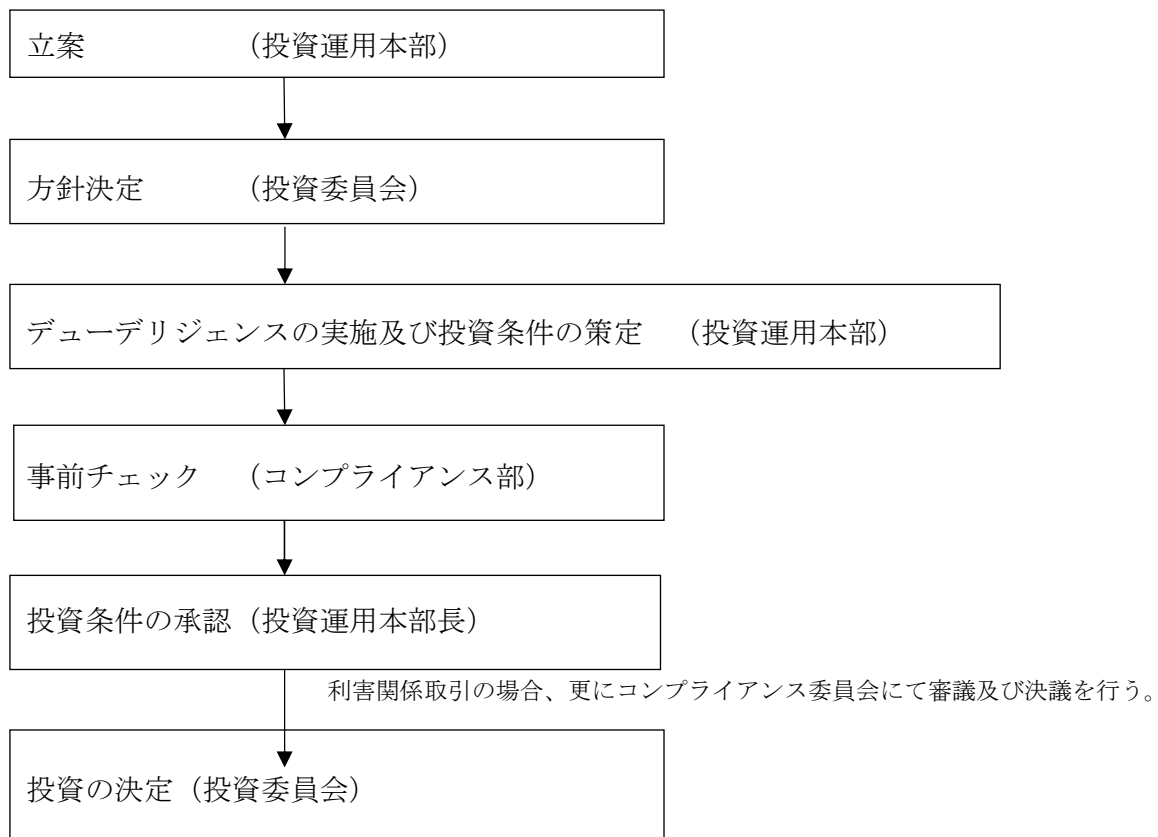 立案　　　　　（投資運用本部）
方針決定　　　（投資委員会）
デューデリジェンスの実施及び投資条件の策定　（投資運用本部）
事前チェック　（コンプライアンス部）
投資条件の承認（投資運用本部長）
利害関係取引の場合、更にコンプライアンス委員会にて審議及び決議を行う。
投資の決定（投資委員会）